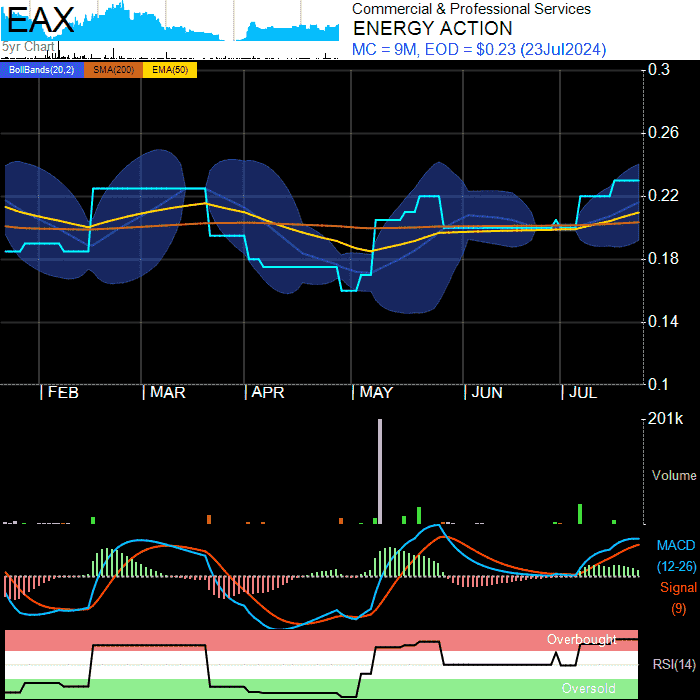 EAX
5yr Chart
Commercial & Professional Services
ENERGY ACTION
MC = 9M, EOD = $0.23 (23Jul2024)
BollBands(20,2) SMA(200) EMA(50)
0.3
0.26
0.22
0.18
0.14
0.1
FEB MAR APR MAY JUN JUL
201k
Volume
MACD
(12-26)
Signal
(9)
Overbought
RSI(14)
Oversold